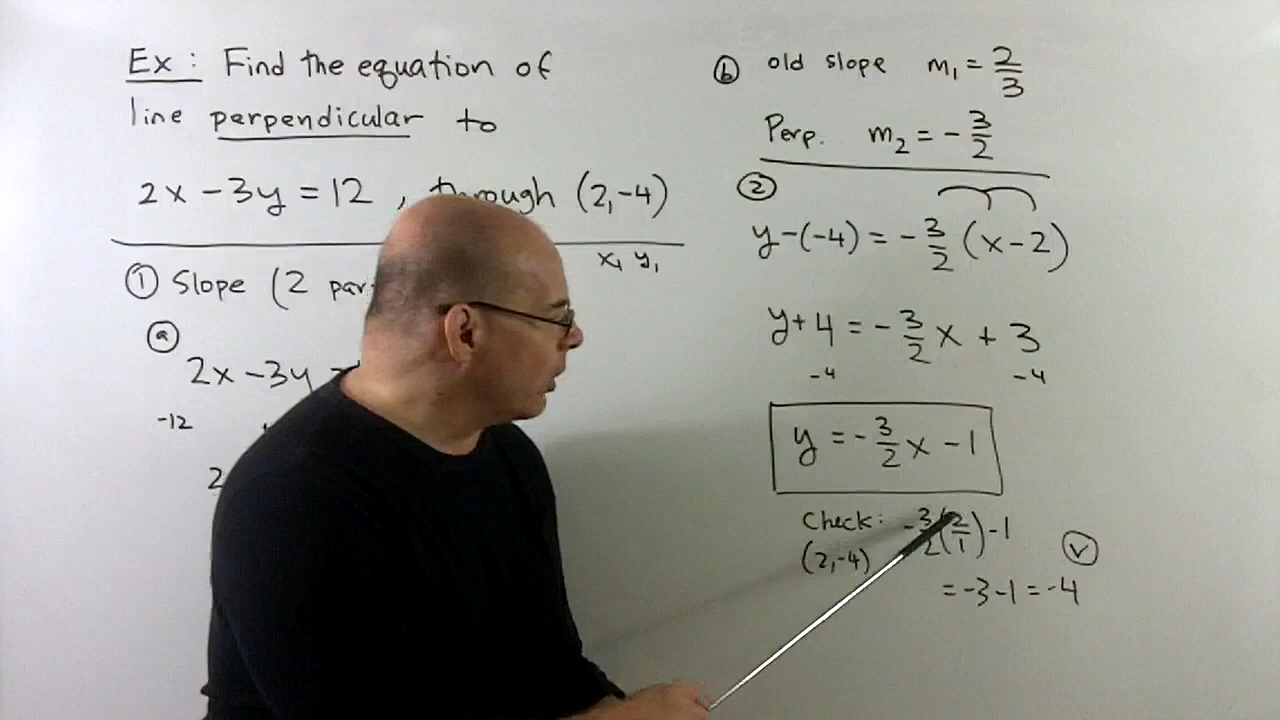 Ex: Find the equation of
line perpendicular to
2x - 3y = 12, through (2, -4)
x₁ y₁
① Slope (2
ⓐ
2x - 3y
-12
2
ⓑ old slope m₁ = 2/3
Perp. m₂ = -3/2
②
y-(-4) = -3/2 (x-2)
y+4 = -3/2 x + 3
-4 -4
y = -3/2 x - 1
Check: -3/2 (2/1) - 1
(2, -4)
= -3-1 = -4
✓